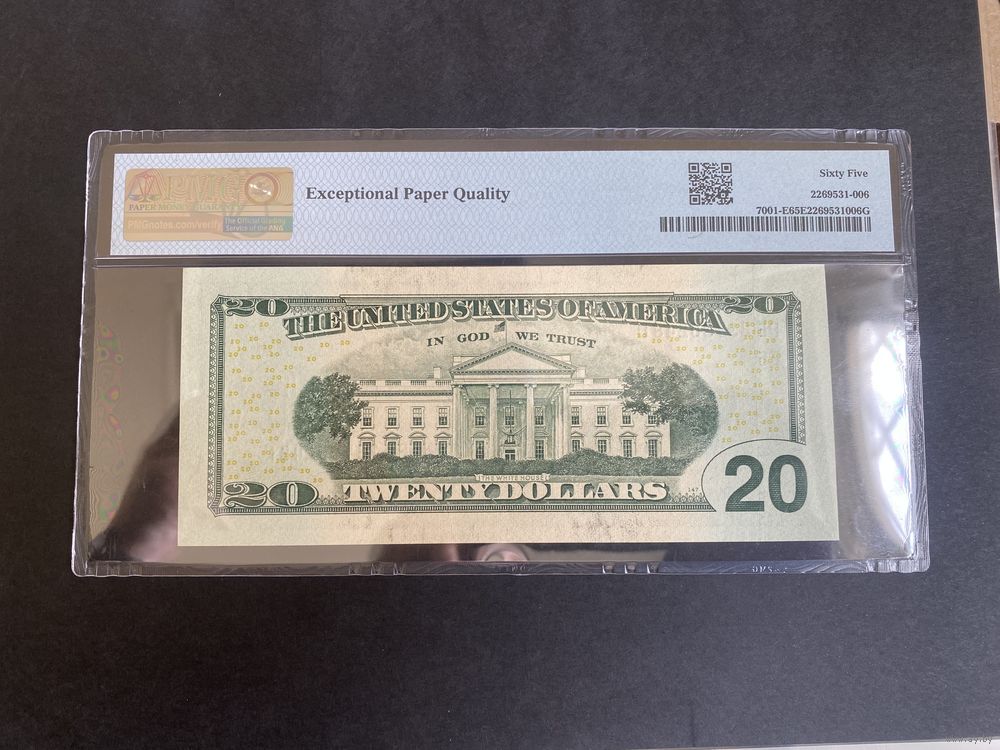 PMG
PAPER MONEY GUARANTY
PMGnotes.com/verify
The Official Grading
Service of the ANA
Exceptional Paper Quality
Sixty Five
2269531-006
7001-E65E2269531006G
20 20
THE UNITED STATES OF AMERICA
IN GOD WE TRUST
THE WHITE HOUSE
20 TWENTY DOLLARS 20